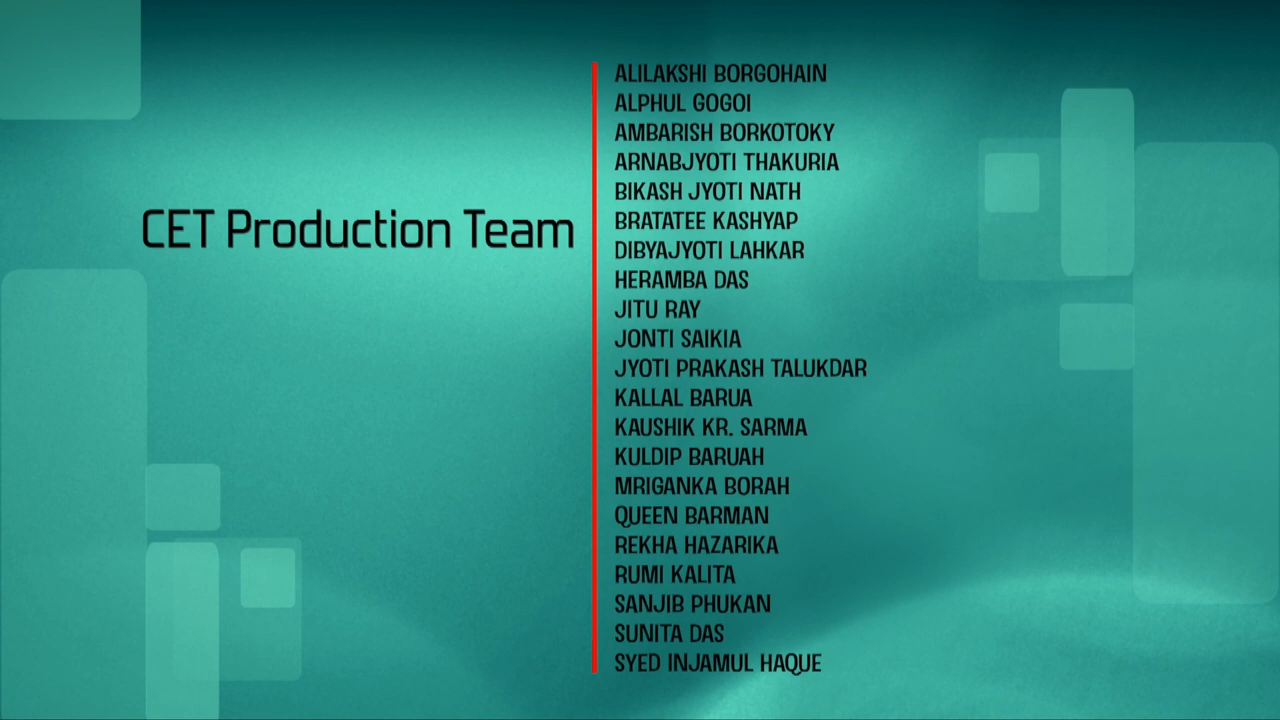 CET Production Team
ALILAKSHI BORGOHAIN
ALPHUL GOGOI
AMBARISH BORKOTOKY
ARNABJYOTI THAKURIA
BIKASH JYOTI NATH
BRATATEE KASHYAP
DIBYAJYOTI LAHKAR
HERAMBA DAS
JITU RAY
JONTI SAIKIA
JYOTI PRAKASH TALUKDAR
KALLAL BARUA
KAUSHIK KR. SARMA
KULDIP BARUAH
MRIGANKA BORAH
QUEEN BARMAN
REKHA HAZARIKA
RUMI KALITA
SANJIB PHUKAN
SUNITA DAS
SYED INJAMUL HAQUE